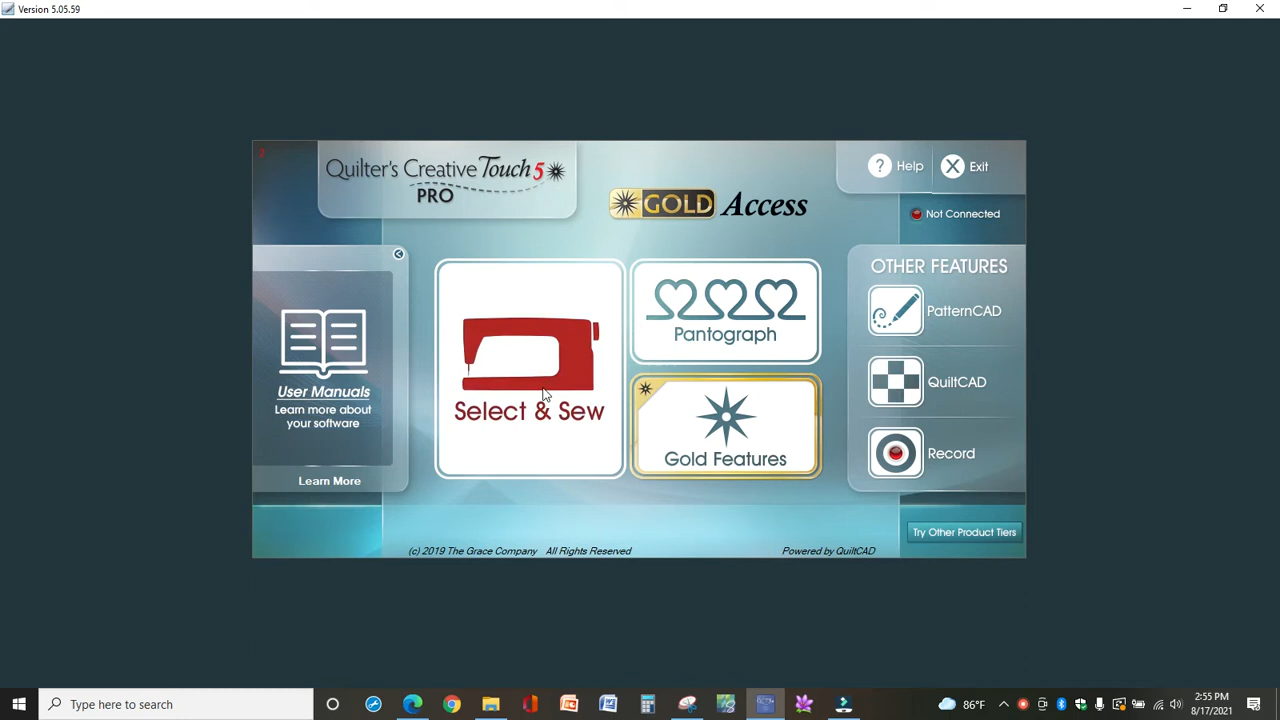 Version 5.05.59
Quilter's Creative Touch 5
PRO
GOLD Access
? Help
X Exit
Not Connected
User Manuals
Learn more about
your software
Learn More
Select & Sew
Pantograph
Gold Features
OTHER FEATURES
PatternCAD
QuiltCAD
Record
Try Other Product Tiers
(c) 2019 The Grace Company All Rights Reserved
Powered by QuiltCAD
Type here to search
86°F
2:55 PM
8/17/2021